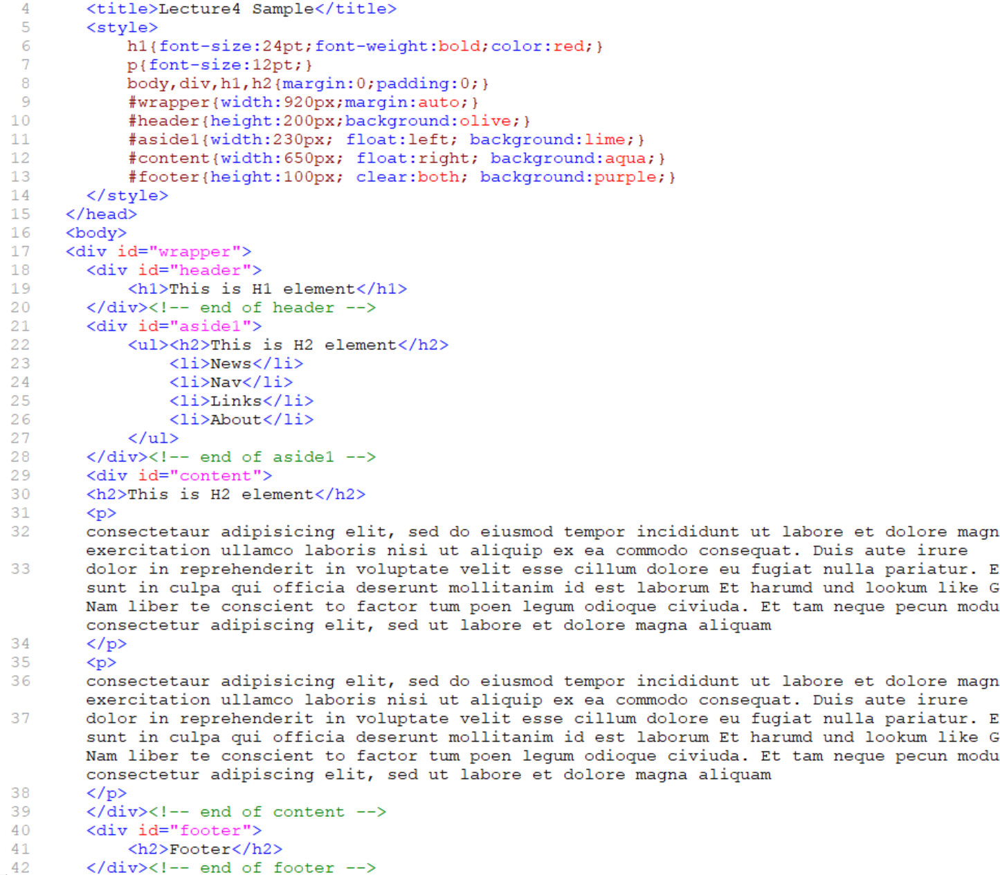 4 <title>Lecture4 Sample</title>
5 <style>
6 h1{font-size:24pt;font-weight:bold;color:red;}
7 p{font-size:12pt;}
8 body,div,h1,h2{margin:0;padding:0;}
9 #wrapper{width:920px;margin:auto;}
10 #header{height:200px;background:olive;}
11 #aside1{width:230px; float:left; background:lime;}
12 #content{width:650px; float:right; background:aqua;}
13 #footer{height:100px; clear:both; background:purple;}
14 </style>
15 </head>
16 <body>
17 <div id="wrapper">
18 <div id="header">
19 <h1>This is H1 element</h1>
20 </div><!-- end of header -->
21 <div id="aside1">
22 <ul><h2>This is H2 element</h2>
23 <li>News</li>
24 <li>Nav</li>
25 <li>Links</li>
26 <li>About</li>
27 </ul>
28 </div><!-- end of aside1 -->
29 <div id="content">
30 <h2>This is H2 element</h2>
31 <p>
32 consectetaur adipisicing elit, sed do eiusmod tempor incididunt ut labore et dolore magn
exercitation ullamco laboris nisi ut aliquip ex ea commodo consequat. Duis aute irure
33 dolor in reprehenderit in voluptate velit esse cillum dolore eu fugiat nulla pariatur. E
sunt in culpa qui officia deserunt mollitanim id est laborum Et harumd und lookum like G
Nam liber te conscient to factor tum poen legum odioque civiuda. Et tam neque pecun modu
consectetur adipiscing elit, sed ut labore et dolore magna aliquam
34 </p>
35 <p>
36 consectetaur adipisicing elit, sed do eiusmod tempor incididunt ut labore et dolore magn
exercitation ullamco laboris nisi ut aliquip ex ea commodo consequat. Duis aute irure
37 dolor in reprehenderit in voluptate velit esse cillum dolore eu fugiat nulla pariatur. E
sunt in culpa qui officia deserunt mollitanim id est laborum Et harumd und lookum like G
Nam liber te conscient to factor tum poen legum odioque civiuda. Et tam neque pecun modu
consectetur adipiscing elit, sed ut labore et dolore magna aliquam
38 </p>
39 </div><!-- end of content -->
40 <div id="footer">
41 <h2>Footer</h2>
42 </div><!-- end of footer -->